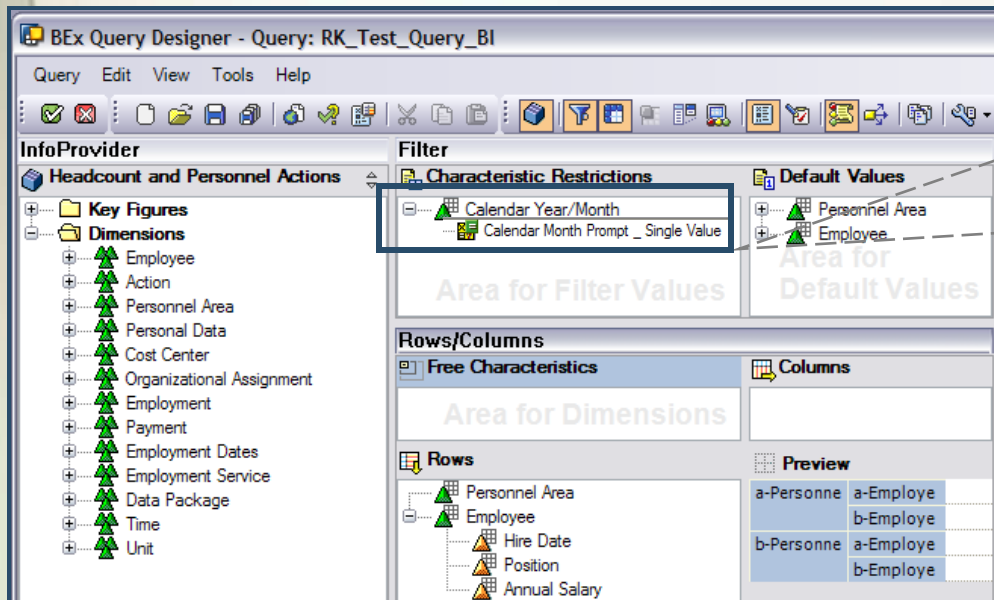 BEx Query Designer - Query: RK_Test_Query_BI
Query Edit View Tools Help
InfoProvider
Headcount and Personnel Actions
Key Figures
Dimensions
Employee
Action
Personnel Area
Personal Data
Cost Center
Organizational Assignment
Employment
Payment
Employment Dates
Employment Service
Data Package
Time
Unit
Filter
Characteristic Restrictions
Calendar Year/Month
Calendar Month Prompt _ Single Value
Area for Filter Values
Default Values
Personnel Area
Employee
Area for
Default Values
Rows/Columns
Free Characteristics
Area for Dimensions
Columns
Rows
Personnel Area
Employee
Hire Date
Position
Annual Salary
Preview
a-Personne a-Employe
b-Employe
b-Personne a-Employe
b-Employe